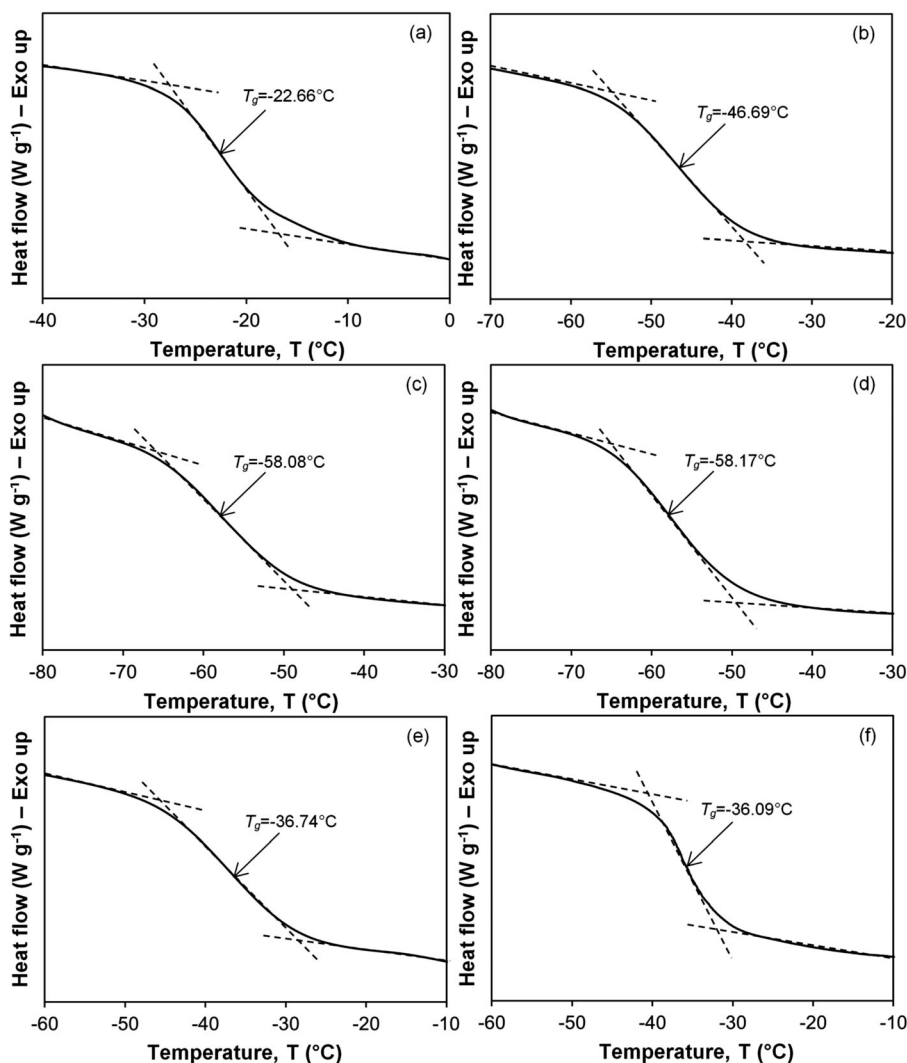 (a)
Heat flow (W g⁻¹) – Exo up
Tg=-22.66°C
-40 -30 -20 -10 0
Temperature, T (°C)
(b)
Heat flow (W g⁻¹) – Exo up
Tg=-46.69°C
-70 -60 -50 -40 -30 -20
Temperature, T (°C)
(c)
Heat flow (W g⁻¹) – Exo up
Tg=-58.08°C
-80 -70 -60 -50 -40 -30
Temperature, T (°C)
(d)
Heat flow (W g⁻¹) – Exo up
Tg=-58.17°C
-80 -70 -60 -50 -40 -30
Temperature, T (°C)
(e)
Heat flow (W g⁻¹) – Exo up
Tg=-36.74°C
-60 -50 -40 -30 -20 -10
Temperature, T (°C)
(f)
Heat flow (W g⁻¹) – Exo up
Tg=-36.09°C
-60 -50 -40 -30 -20 -10
Temperature, T (°C)